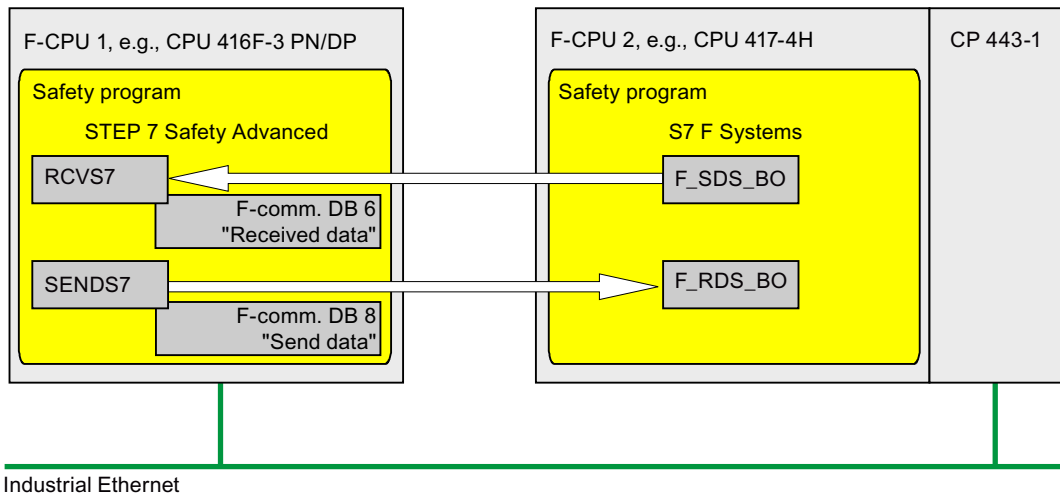 F-CPU 1, e.g., CPU 416F-3 PN/DP
Safety program
STEP 7 Safety Advanced
RCVS7
F-comm. DB 6
"Received data"
SENDS7
F-comm. DB 8
"Send data"
F-CPU 2, e.g., CPU 417-4H
Safety program
S7 F Systems
F_SDS_BO
F_RDS_BO
CP 443-1
Industrial Ethernet